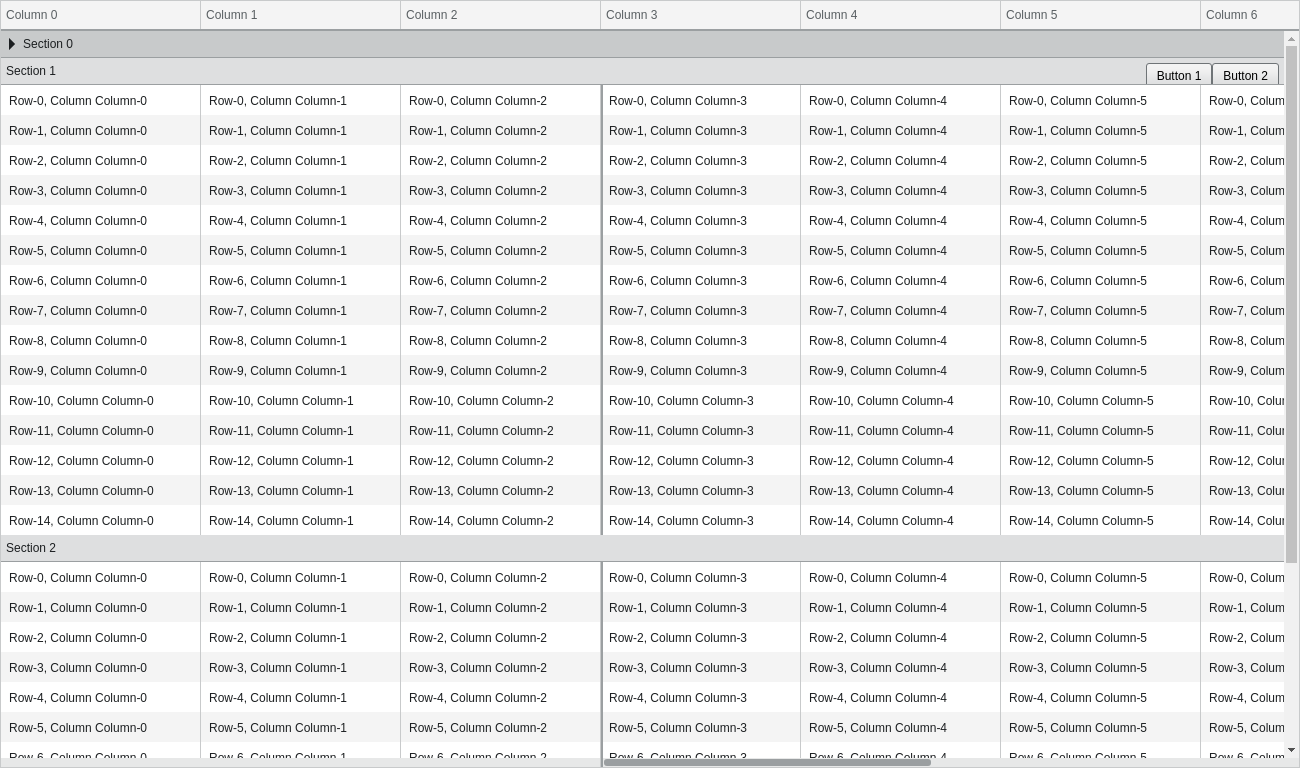 Column 0 Column 1 Column 2 Column 3 Column 4 Column 5 Column 6
Section 0
Section 1 Button 1 Button 2
Row-0, Column Column-0 Row-0, Column Column-1 Row-0, Column Column-2 Row-0, Column Column-3 Row-0, Column Column-4 Row-0, Column Column-5 Row-0, Colum
Row-1, Column Column-0 Row-1, Column Column-1 Row-1, Column Column-2 Row-1, Column Column-3 Row-1, Column Column-4 Row-1, Column Column-5 Row-1, Colum
Row-2, Column Column-0 Row-2, Column Column-1 Row-2, Column Column-2 Row-2, Column Column-3 Row-2, Column Column-4 Row-2, Column Column-5 Row-2, Colum
Row-3, Column Column-0 Row-3, Column Column-1 Row-3, Column Column-2 Row-3, Column Column-3 Row-3, Column Column-4 Row-3, Column Column-5 Row-3, Colum
Row-4, Column Column-0 Row-4, Column Column-1 Row-4, Column Column-2 Row-4, Column Column-3 Row-4, Column Column-4 Row-4, Column Column-5 Row-4, Colum
Row-5, Column Column-0 Row-5, Column Column-1 Row-5, Column Column-2 Row-5, Column Column-3 Row-5, Column Column-4 Row-5, Column Column-5 Row-5, Colum
Row-6, Column Column-0 Row-6, Column Column-1 Row-6, Column Column-2 Row-6, Column Column-3 Row-6, Column Column-4 Row-6, Column Column-5 Row-6, Colum
Row-7, Column Column-0 Row-7, Column Column-1 Row-7, Column Column-2 Row-7, Column Column-3 Row-7, Column Column-4 Row-7, Column Column-5 Row-7, Colum
Row-8, Column Column-0 Row-8, Column Column-1 Row-8, Column Column-2 Row-8, Column Column-3 Row-8, Column Column-4 Row-8, Column Column-5 Row-8, Colum
Row-9, Column Column-0 Row-9, Column Column-1 Row-9, Column Column-2 Row-9, Column Column-3 Row-9, Column Column-4 Row-9, Column Column-5 Row-9, Colum
Row-10, Column Column-0 Row-10, Column Column-1 Row-10, Column Column-2 Row-10, Column Column-3 Row-10, Column Column-4 Row-10, Column Column-5 Row-10, Colu
Row-11, Column Column-0 Row-11, Column Column-1 Row-11, Column Column-2 Row-11, Column Column-3 Row-11, Column Column-4 Row-11, Column Column-5 Row-11, Colu
Row-12, Column Column-0 Row-12, Column Column-1 Row-12, Column Column-2 Row-12, Column Column-3 Row-12, Column Column-4 Row-12, Column Column-5 Row-12, Colu
Row-13, Column Column-0 Row-13, Column Column-1 Row-13, Column Column-2 Row-13, Column Column-3 Row-13, Column Column-4 Row-13, Column Column-5 Row-13, Colu
Row-14, Column Column-0 Row-14, Column Column-1 Row-14, Column Column-2 Row-14, Column Column-3 Row-14, Column Column-4 Row-14, Column Column-5 Row-14, Colu
Section 2
Row-0, Column Column-0 Row-0, Column Column-1 Row-0, Column Column-2 Row-0, Column Column-3 Row-0, Column Column-4 Row-0, Column Column-5 Row-0, Colum
Row-1, Column Column-0 Row-1, Column Column-1 Row-1, Column Column-2 Row-1, Column Column-3 Row-1, Column Column-4 Row-1, Column Column-5 Row-1, Colum
Row-2, Column Column-0 Row-2, Column Column-1 Row-2, Column Column-2 Row-2, Column Column-3 Row-2, Column Column-4 Row-2, Column Column-5 Row-2, Colum
Row-3, Column Column-0 Row-3, Column Column-1 Row-3, Column Column-2 Row-3, Column Column-3 Row-3, Column Column-4 Row-3, Column Column-5 Row-3, Colum
Row-4, Column Column-0 Row-4, Column Column-1 Row-4, Column Column-2 Row-4, Column Column-3 Row-4, Column Column-4 Row-4, Column Column-5 Row-4, Colum
Row-5, Column Column-0 Row-5, Column Column-1 Row-5, Column Column-2 Row-5, Column Column-3 Row-5, Column Column-4 Row-5, Column Column-5 Row-5, Colum
Row-6, Column Column-0 Row-6, Column Column-1 Row-6, Column Column-2 Row-6, Column Column-3 Row-6, Column Column-4 Row-6, Column Column-5 Row-6, Colum